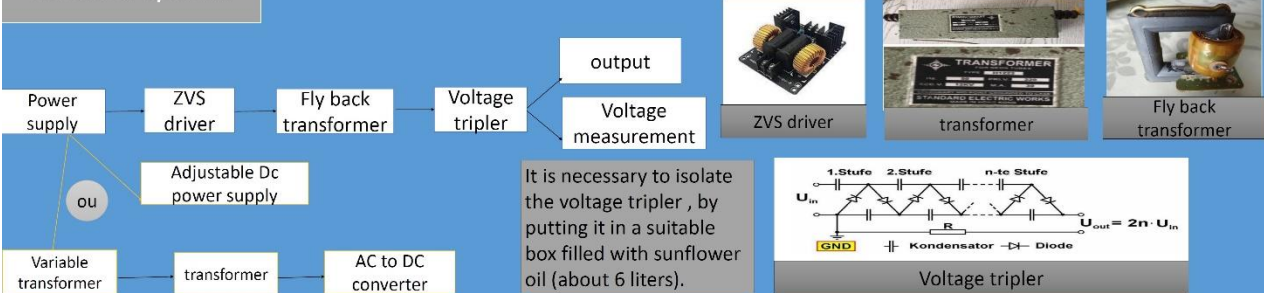 Power
supply
ZVS
driver
Fly back
transformer
Voltage
tripler
output
Voltage
measurement
Adjustable Dc
power supply
ou
Variable
transformer
transformer
AC to DC
converter
It is necessary to isolate
the voltage tripler , by
putting it in a suitable
box filled with sunflower
oil (about 6 liters).
ZVS driver
TRANSFORMER
STANDARD ELECTRIC WORKS
transformer
Fly back
transformer
1.Stufe 2.Stufe n-te Stufe
Uin
R
Uout = 2n· Uin
GND Kondensator Diode
Voltage tripler